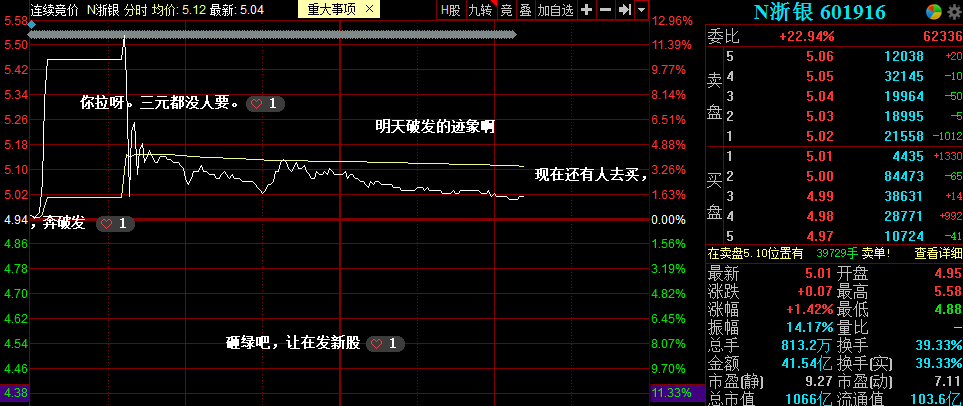 连续竞价 N浙银 分时 均价: 5.12 最新: 5.04 重大事项 × H股 九转 竞 叠 加自选
5.58 12.96%
5.50 11.39%
5.42 9.77%
5.34 8.14%
5.26 6.51%
5.18 4.88%
5.10 3.26%
5.02 1.63%
4.94 0.00%
4.86 1.56%
4.78 3.19%
4.70 4.82%
4.62 6.44%
4.54 8.07%
4.46 9.70%
4.38 11.33%
你拉呀。三元都没人要。 1
明天破发的迹象啊
现在还有人去买，
，奔破发 1
砸绿吧，让在发新股 1
N浙银 601916
委比 +22.94% 62336
卖盘
5 5.06 12038 +20
4 5.05 32145 -10
3 5.04 19964 -50
2 5.03 18995 -5
1 5.02 21558 -1012
买盘
1 5.01 4435 +1330
2 5.00 84473 -65
3 4.99 38631 +14
4 4.98 28771 +992
5 4.97 10724 -41
在卖盘5.10位置有 39729手 卖单! 查看详细
最新 5.01 开盘 4.95
涨跌 +0.07 最高 5.58
涨幅 +1.42% 最低 4.88
振幅 14.17% 量比 —
总手 813.2万 换手 39.33%
金额 41.54亿 换手(实) 39.33%
市盈(静) 9.27 市盈(动) 7.11
总市值 1066亿 流通值 103.6亿